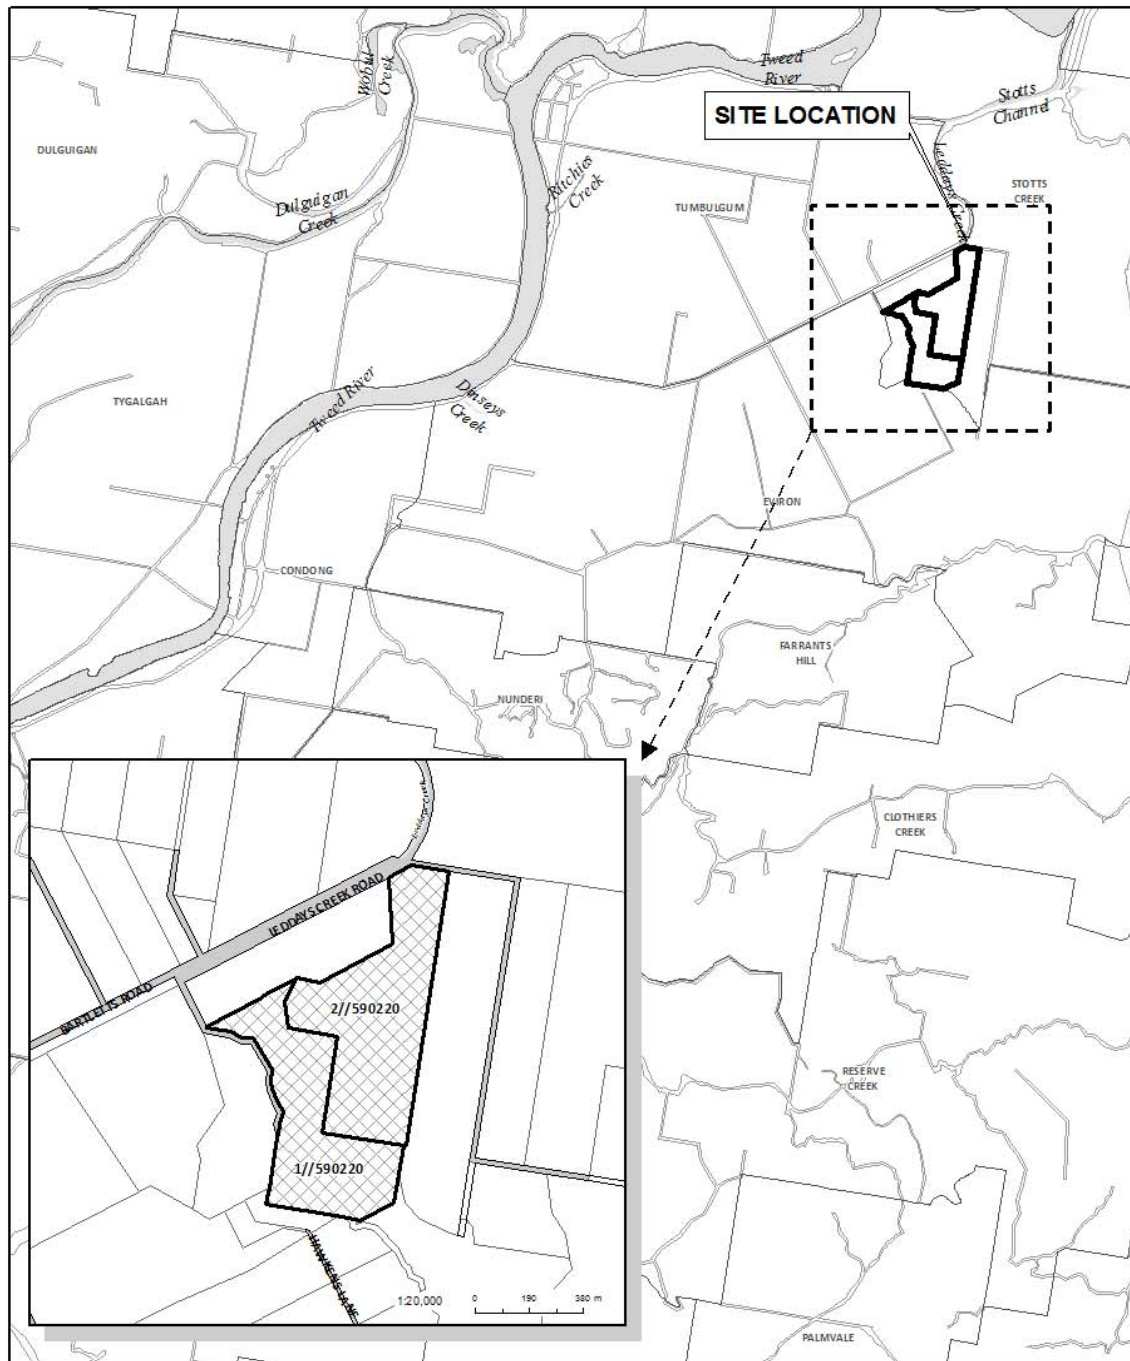 Wobul
Creek
Tweed
River
Stotts
Channel
SITE LOCATION
DULGUIGAN
Leddays Creek
Ritchies
Creek
STOTTS
CREEK
Dulguigan
Creek
TUMBULGUM
Tweed River
Dinseys
Creek
TYGALGAH
EVIRON
CONDONG
FARRANTS
HILL
NUNDERI
CLOTHIERS
CREEK
Leddays Creek
LEDDAYS CREEK ROAD
BARTLETTS ROAD
2//590220
1//590220
RESERVE
CREEK
HAWKENS LANE
1:20,000
0 190 380 m
PALMVALE